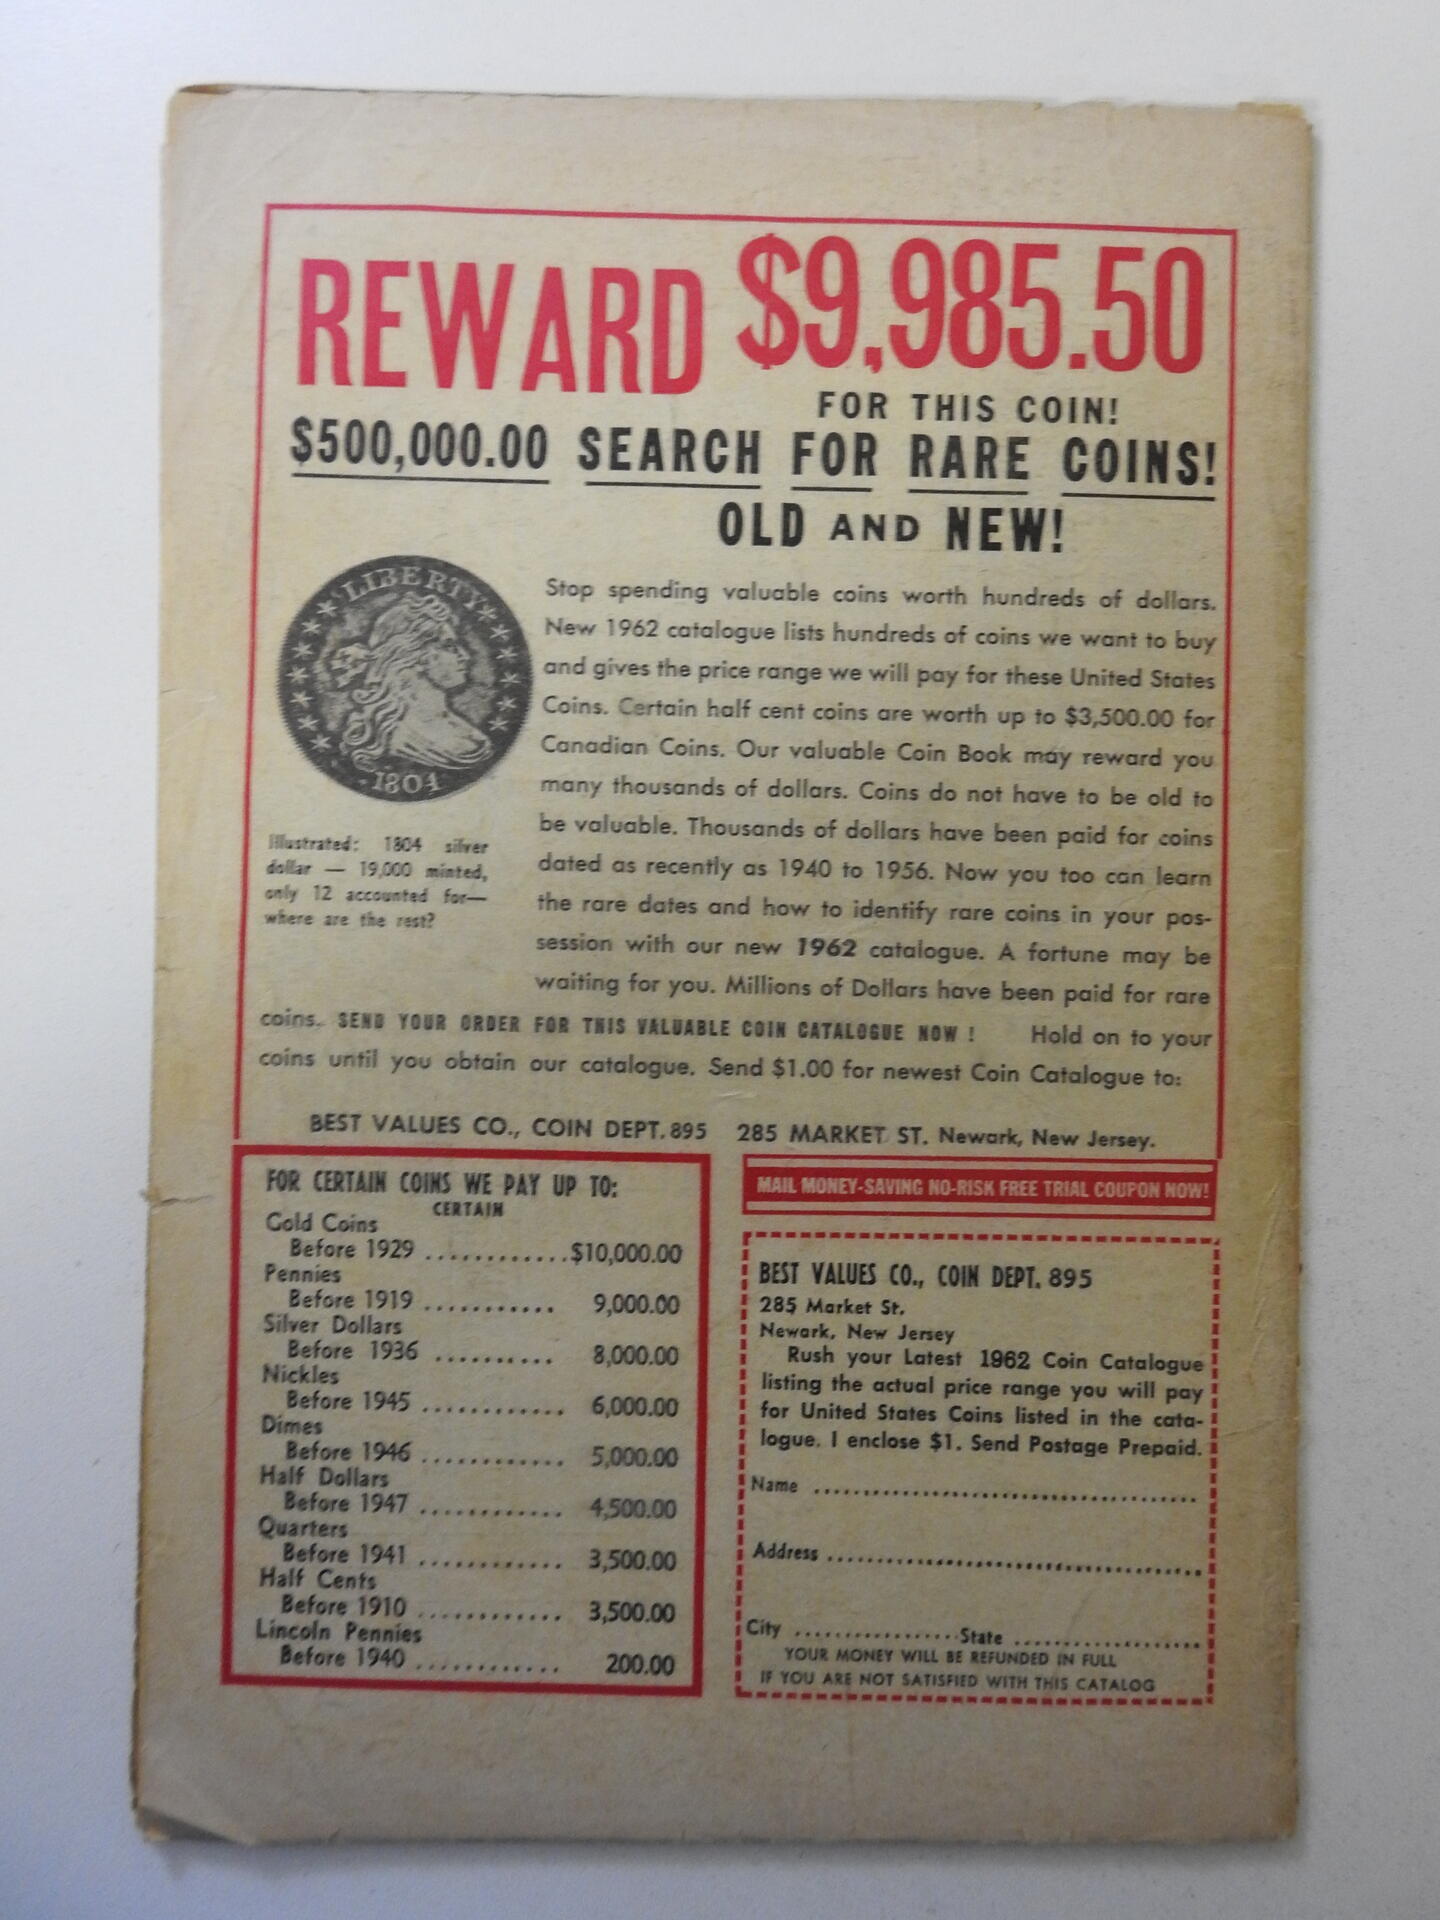 REWARD $9,985.50
FOR THIS COIN!
$500,000.00 SEARCH FOR RARE COINS!
OLD AND NEW!
LIBERTY
1804
Illustrated: 1804 silver
dollar — 19,000 minted,
only 12 accounted for—
where are the rest?
Stop spending valuable coins worth hundreds of dollars.
New 1962 catalogue lists hundreds of coins we want to buy
and gives the price range we will pay for these United States
Coins. Certain half cent coins are worth up to $3,500.00 for
Canadian Coins. Our valuable Coin Book may reward you
many thousands of dollars. Coins do not have to be old to
be valuable. Thousands of dollars have been paid for coins
dated as recently as 1940 to 1956. Now you too can learn
the rare dates and how to identify rare coins in your pos-
session with our new 1962 catalogue. A fortune may be
waiting for you. Millions of Dollars have been paid for rare
coins. SEND YOUR ORDER FOR THIS VALUABLE COIN CATALOGUE NOW ! Hold on to your
coins until you obtain our catalogue. Send $1.00 for newest Coin Catalogue to:
BEST VALUES CO., COIN DEPT. 895 285 MARKET ST. Newark, New Jersey.
FOR CERTAIN COINS WE PAY UP TO:
CERTAIN
Gold Coins
Before 1929 ............$10,000.00
Pennies
Before 1919 ........... 9,000.00
Silver Dollars
Before 1936 .......... 8,000.00
Nickles
Before 1945 ............ 6,000.00
Dimes
Before 1946 ............ 5,000.00
Half Dollars
Before 1947 ............ 4,500.00
Quarters
Before 1941 ............ 3,500.00
Half Cents
Before 1910 ............ 3,500.00
Lincoln Pennies
Before 1940 ............ 200.00
MAIL MONEY-SAVING NO-RISK FREE TRIAL COUPON NOW!
BEST VALUES CO., COIN DEPT. 895
285 Market St.
Newark, New Jersey
Rush your Latest 1962 Coin Catalogue
listing the actual price range you will pay
for United States Coins listed in the cata-
logue. I enclose $1. Send Postage Prepaid.
Name ......................................
Address ......................................
City .................State ....................
YOUR MONEY WILL BE REFUNDED IN FULL
IF YOU ARE NOT SATISFIED WITH THIS CATALOG